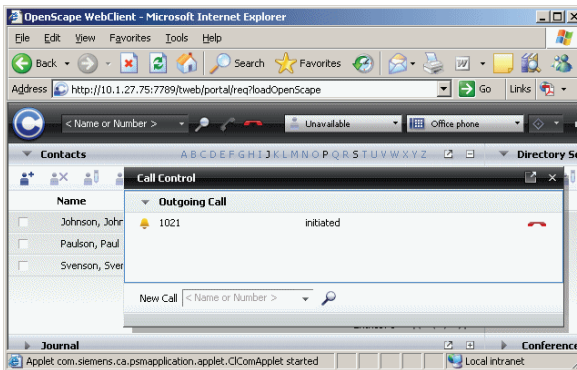 OpenScape WebClient - Microsoft Internet Explorer
File Edit View Favorites Tools Help
Back Search Favorites
Address http://10.1.27.75:7789/tweb/portal/req?loadOpenScape Go Links
< Name or Number > Unavailable Office phone
Contacts A B C D E F G H I J K L M N O P Q R S T U V W X Y Z Directory Se
Call Control
Name Outgoing Call
Johnson, Johr 1021 initiated
Paulson, Paul
Svenson, Sver
New Call < Name or Number >
Journal Conference
Applet com.siemens.ca.psmapplication.applet.ClComApplet started Local intranet